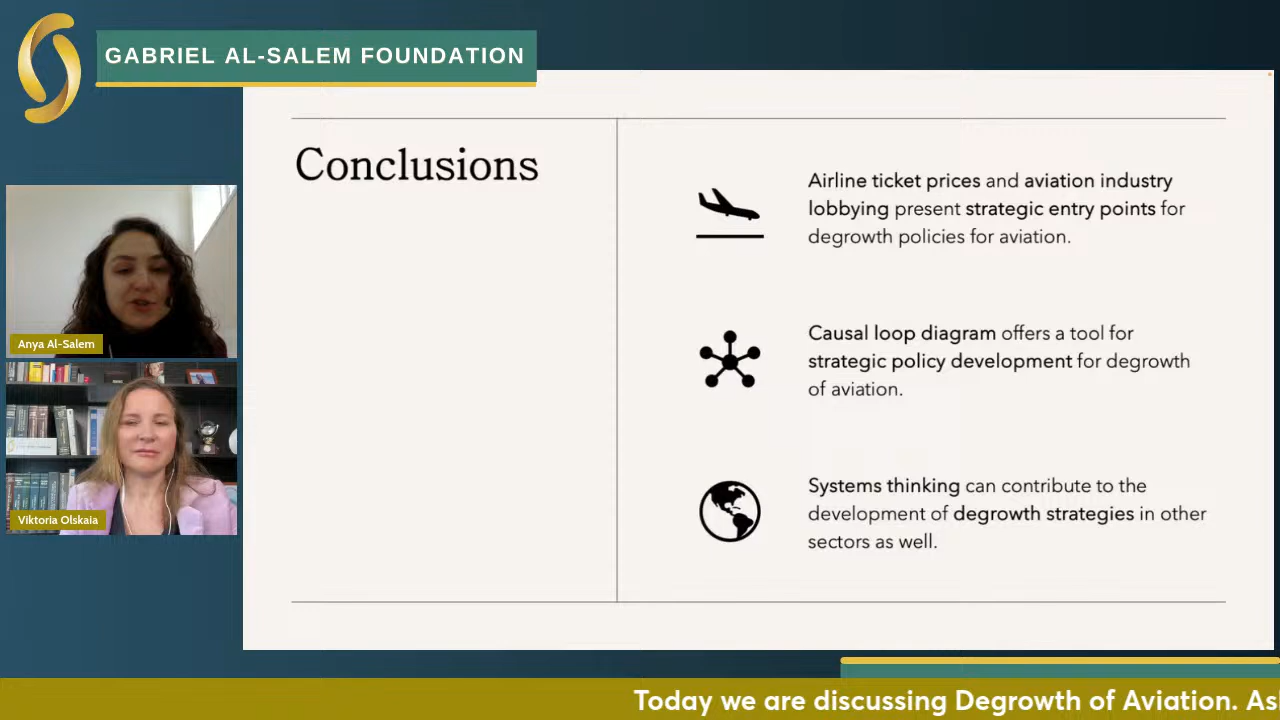 GABRIEL AL-SALEM FOUNDATION
Conclusions
Airline ticket prices and aviation industry
lobbying present strategic entry points for
degrowth policies for aviation.
Causal loop diagram offers a tool for
strategic policy development for degrowth
of aviation.
Systems thinking can contribute to the
development of degrowth strategies in other
sectors as well.
Anya Al-Salem
Viktoria Olskaia
Today we are discussing Degrowth of Aviation. As